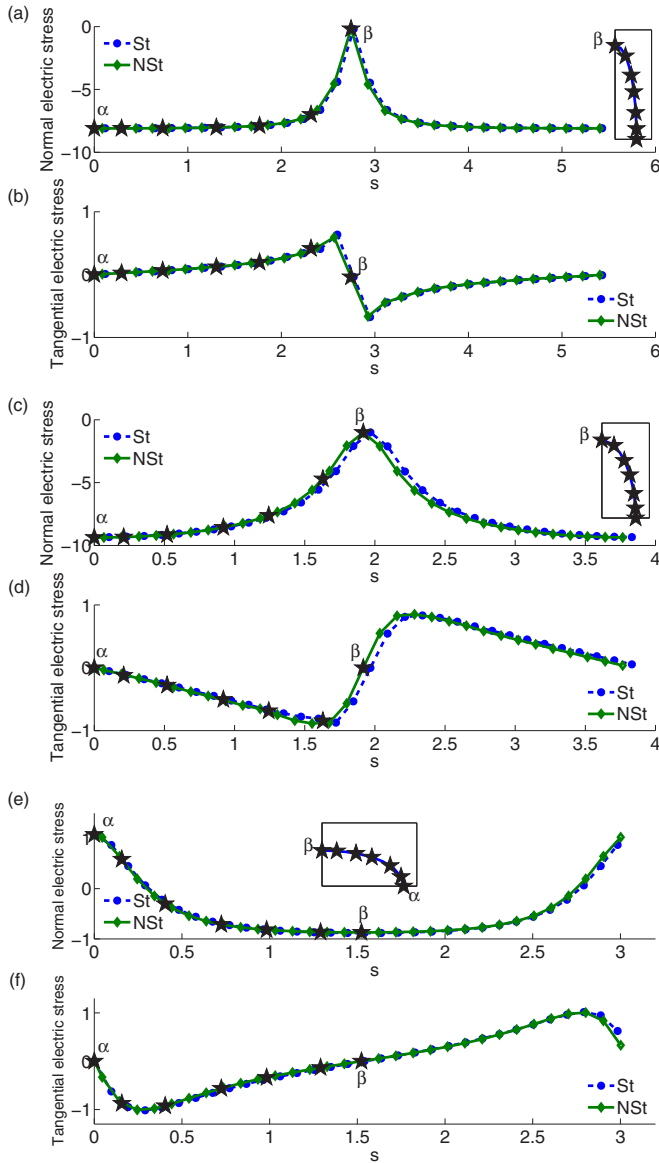 (a)
Normal electric stress
0
−5
−10
α
β
St
NSt
β
0 1 2 3 4 5 6
s
(b)
Tangential electric stress
1
0
−1
α
β
St
NSt
0 1 2 3 4 5 6
s
(c)
Normal electric stress
0
−5
−10
St
NSt
α
β
β
0 0.5 1 1.5 2 2.5 3 3.5 4
s
(d)
Tangential electric stress
1
0
−1
α
β
St
NSt
0 0.5 1 1.5 2 2.5 3 3.5 4
s
(e)
Normal electric stress
1
0
−1
α
St
NSt
β
α
β
0 0.5 1 1.5 2 2.5 3
s
(f)
Tangential electric stress
1
0
−1
α
β
St
NSt
0 0.5 1 1.5 2 2.5 3
s